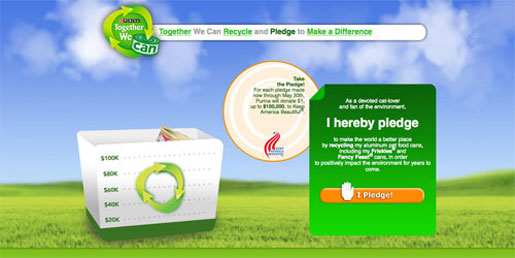 PURINA
Together
We
Can
Together We Can Recycle and Pledge to Make a Difference
Take
the Pledge!
For each pledge made
now through May 30th,
Purina will donate $1,
up to $100,000, to Keep
America Beautiful
As a devoted cat-lover
and fan of the environment,
I hereby pledge
to make the world a better place
by recycling my aluminum pet food cans,
including my Friskies® and
Fancy Feast® cans, in order
to positively impact the environment for years to
come.
I Pledge!
$100K
$80K
$60K
$40K
$20K